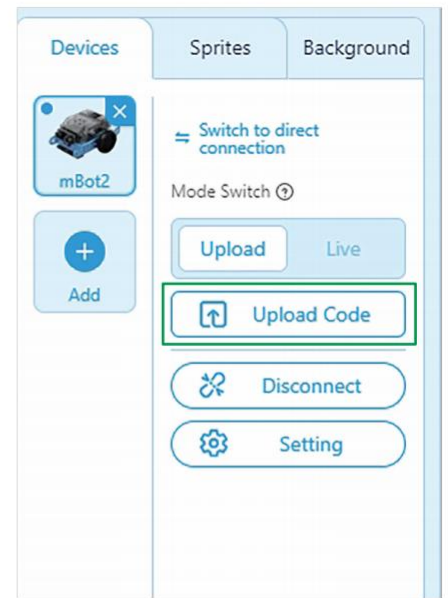 Devices
Sprites
Background
mBot2
Add
Switch to direct
connection
Mode Switch ?
Upload
Live
Upload Code
Disconnect
Setting